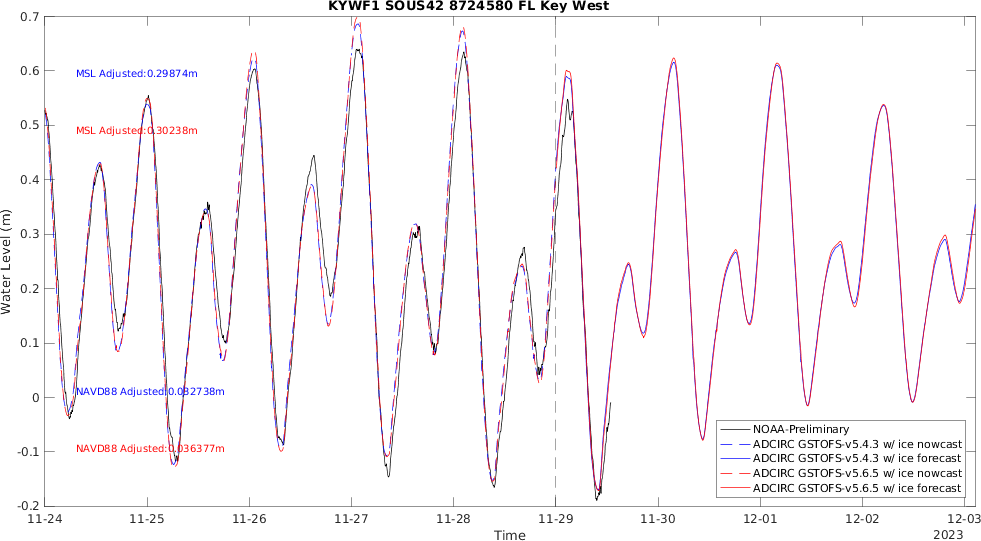 KYWF1 SOUS42 8724580 FL Key West
0.7
0.6
0.5
0.4
0.3
0.2
0.1
0
-0.1
-0.2
Water Level (m)
MSL Adjusted:0.29874m
MSL Adjusted:0.30238m
NAVD88 Adjusted:0.032738m
NAVD88 Adjusted:0.036377m
NOAA-Preliminary
ADCIRC GSTOFS-v5.4.3 w/ ice nowcast
ADCIRC GSTOFS-v5.4.3 w/ ice forecast
ADCIRC GSTOFS-v5.6.5 w/ ice nowcast
ADCIRC GSTOFS-v5.6.5 w/ ice forecast
11-24 11-25 11-26 11-27 11-28 11-29 11-30 12-01 12-02 12-03
Time 2023